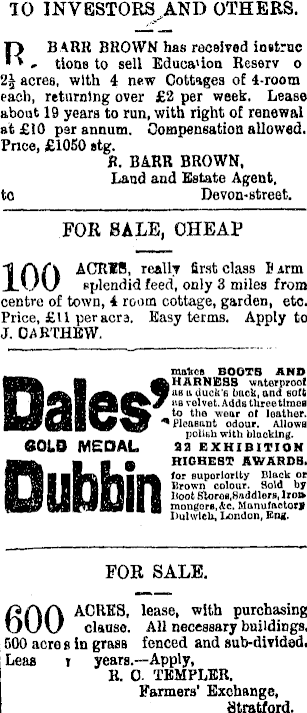 TO INVESTORS AND OTHERS.
R. BARR BROWN has received instruc
tions to sell Education Reserv o
2½ acres, with 4 new Cottages of 4-room
each, returning over £2 per week. Lease
about 19 years to run, with right of renewal
at £10 per annum. Compensation allowed.
Price, £1050 stg.
R. BARR BROWN,
Land and Estate Agent,
to Devon-street.
FOR SALE, CHEAP
100 ACRES, really first class Farm
splendid feed, only 3 miles from
centre of town, 4 room cottage, garden, etc.
Price, £11 per acre. Easy terms. Apply to
J. CARTHEW.
Dales'
GOLD MEDAL
Dubbin
makes BOOTS AND
HARNESS waterproof
as a duck's back, and soft
as velvet. Adds three times
to the wear of leather.
Pleasant odour. Allows
polish with blacking.
22 EXHIBITION
HIGHEST AWARDS.
for superiority Black or
Brown colour. Sold by
Boot Stores, Saddlers, Iron-
mongers, &c. Manufactory
Dulwich, London, Eng.
FOR SALE.
600 ACRES, lease, with purchasing
clause. All necessary buildings,
500 acres in grass fenced and sub-divided.
Leas years.—Apply,
R. C. TEMPLER,
Farmers' Exchange,
Stratford.